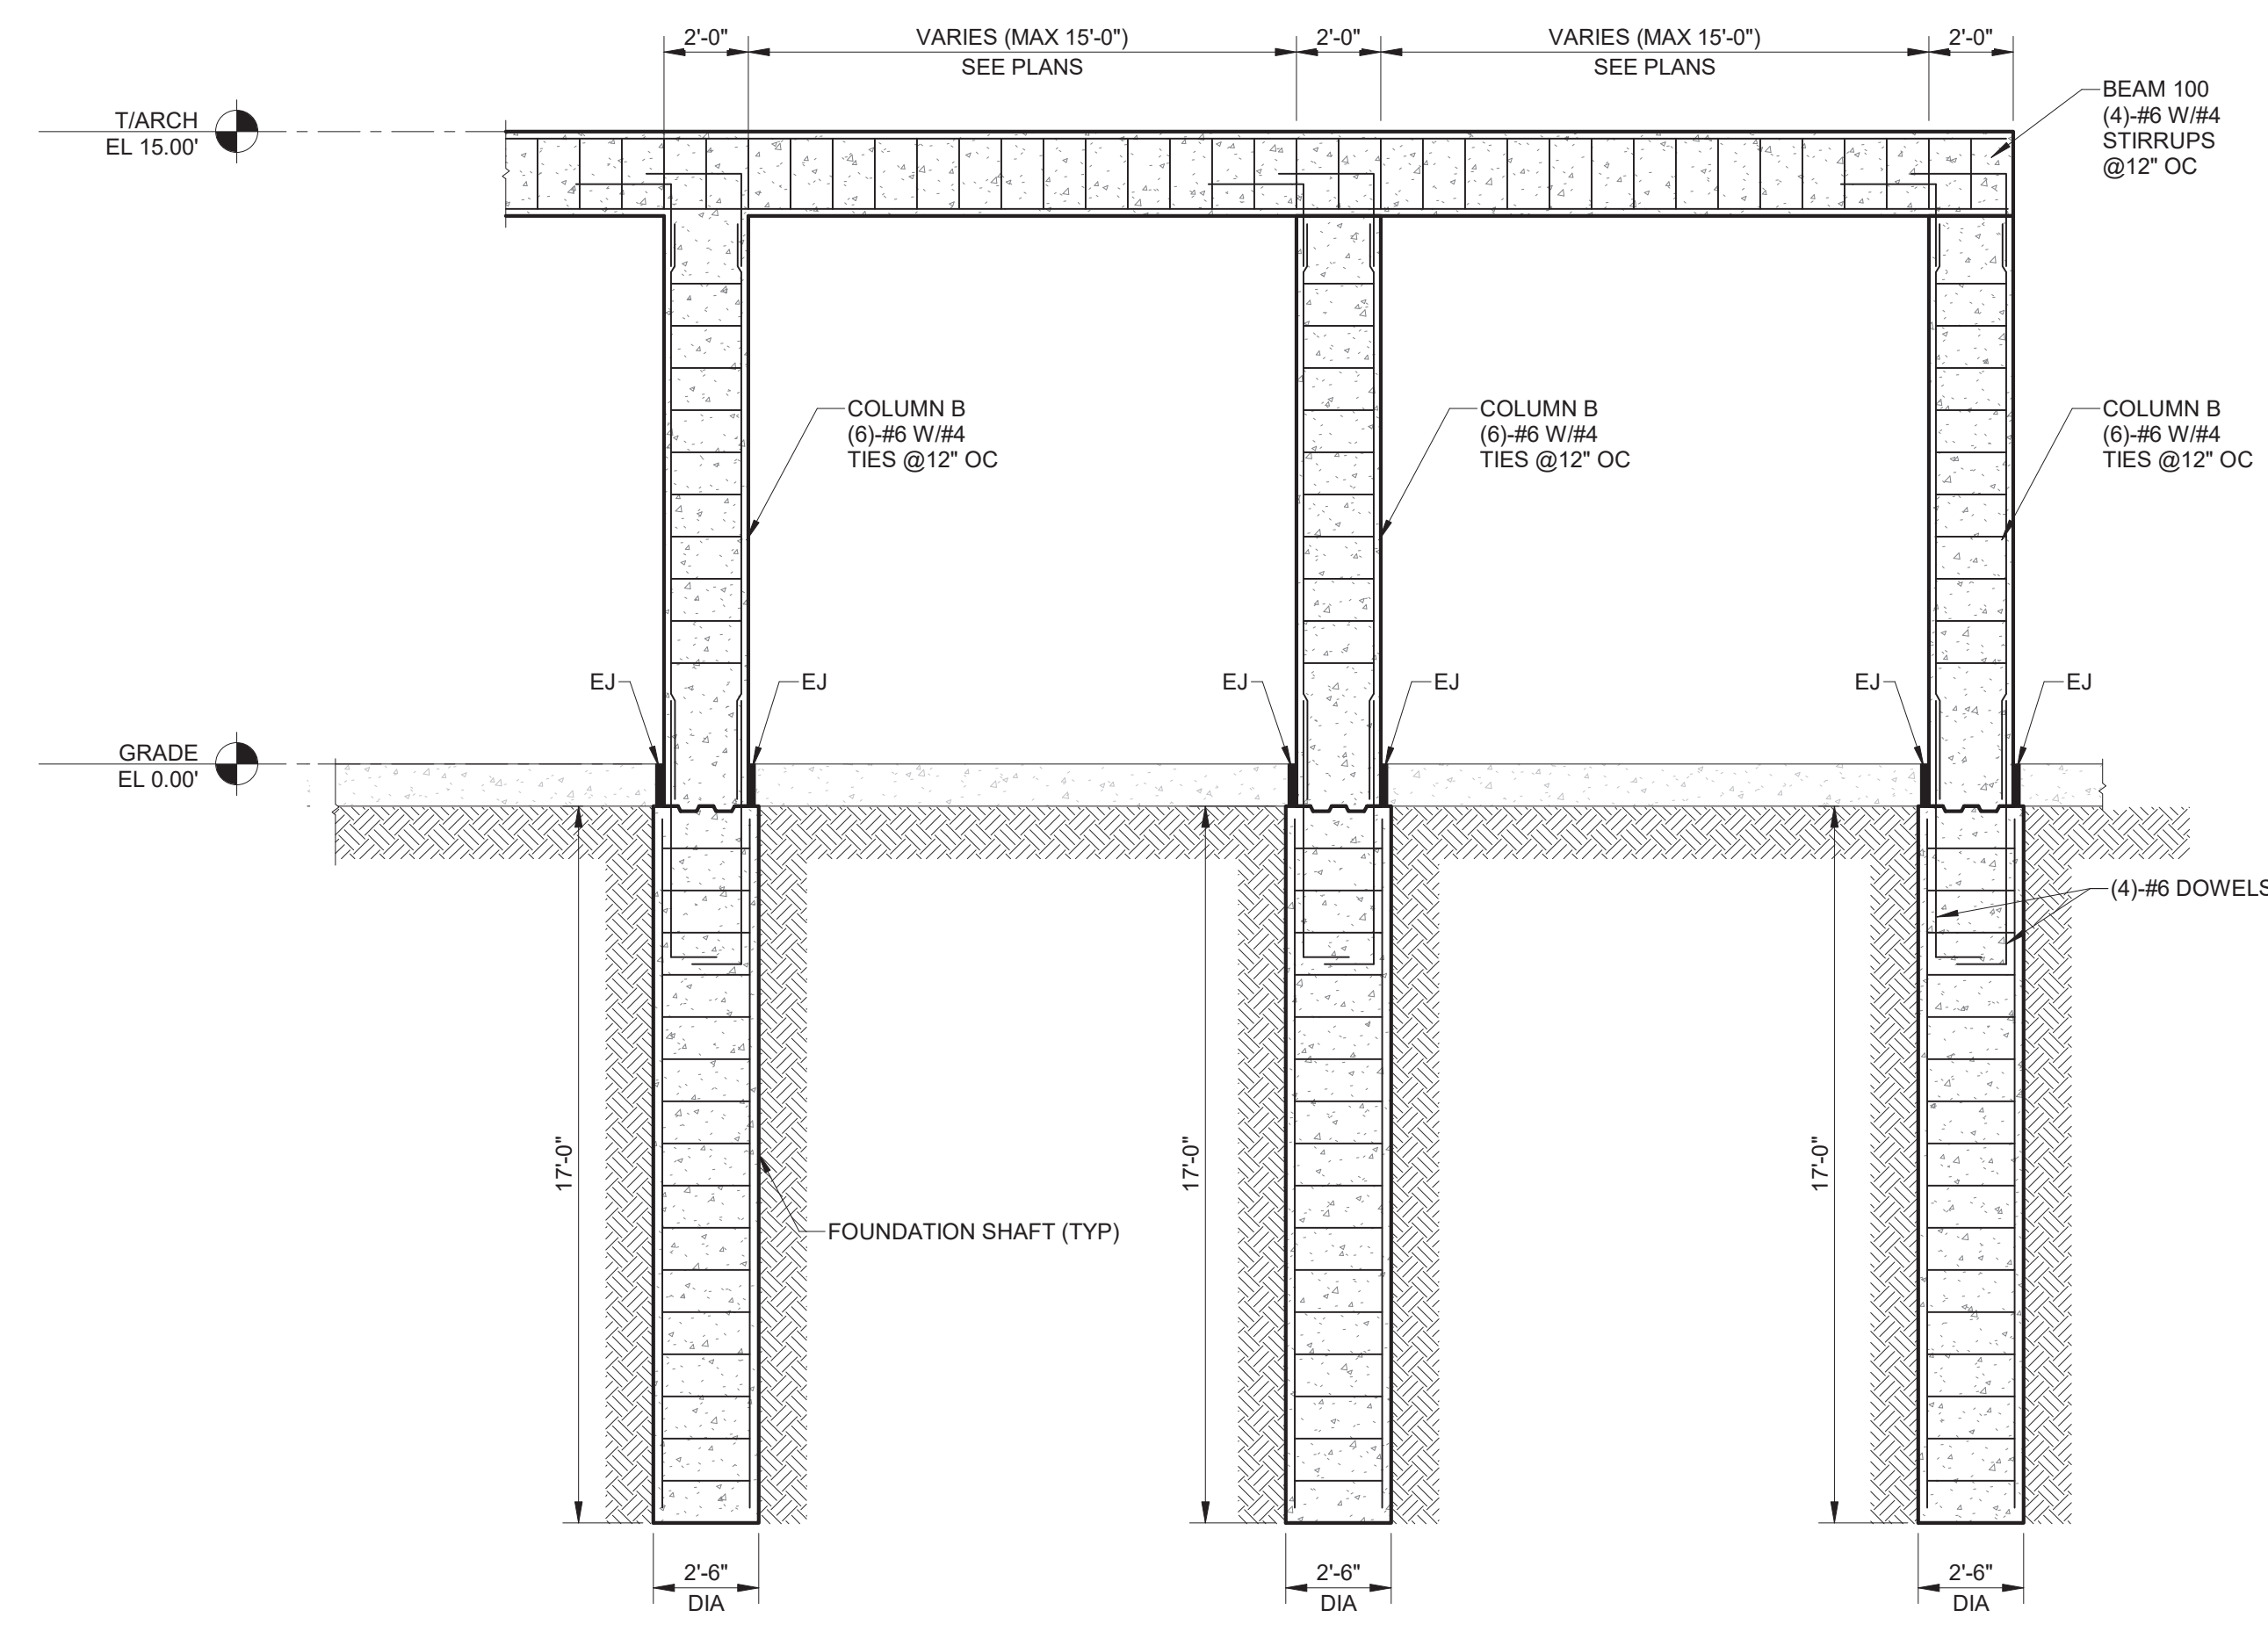 2'-0"
VARIES (MAX 15'-0")
SEE PLANS
2'-0"
VARIES (MAX 15'-0")
SEE PLANS
2'-0"
T/ARCH
EL 15.00'
BEAM 100
(4)-#6 W/#4
STIRRUPS
@12" OC
COLUMN B
(6)-#6 W/#4
TIES @12" OC
COLUMN B
(6)-#6 W/#4
TIES @12" OC
COLUMN B
(6)-#6 W/#4
TIES @12" OC
EJ
EJ
EJ
EJ
EJ
EJ
GRADE
EL 0.00'
(4)-#6 DOWELS
17'-0"
17'-0"
17'-0"
FOUNDATION SHAFT (TYP)
2'-6"
DIA
2'-6"
DIA
2'-6"
DIA